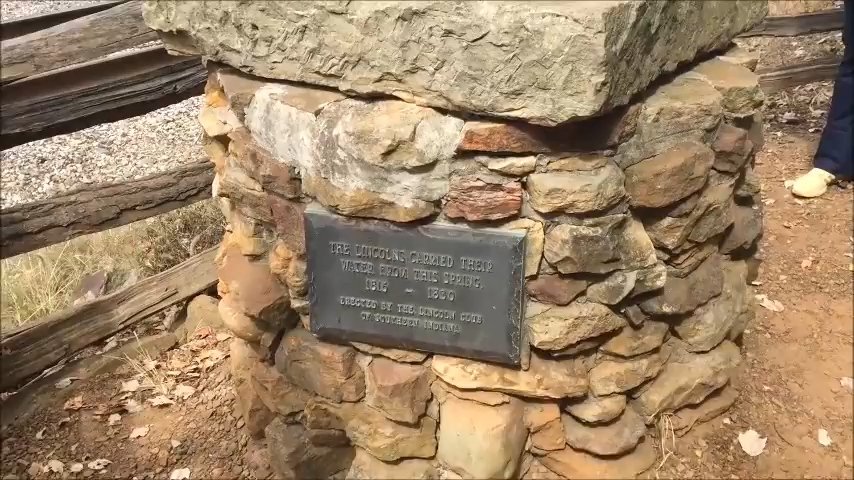 THE LINCOLNS CARRIED THEIR
WATER FROM THIS SPRING
1816 – 1830
ERECTED BY THE LINCOLN CLUB
OF SOUTHERN INDIANA